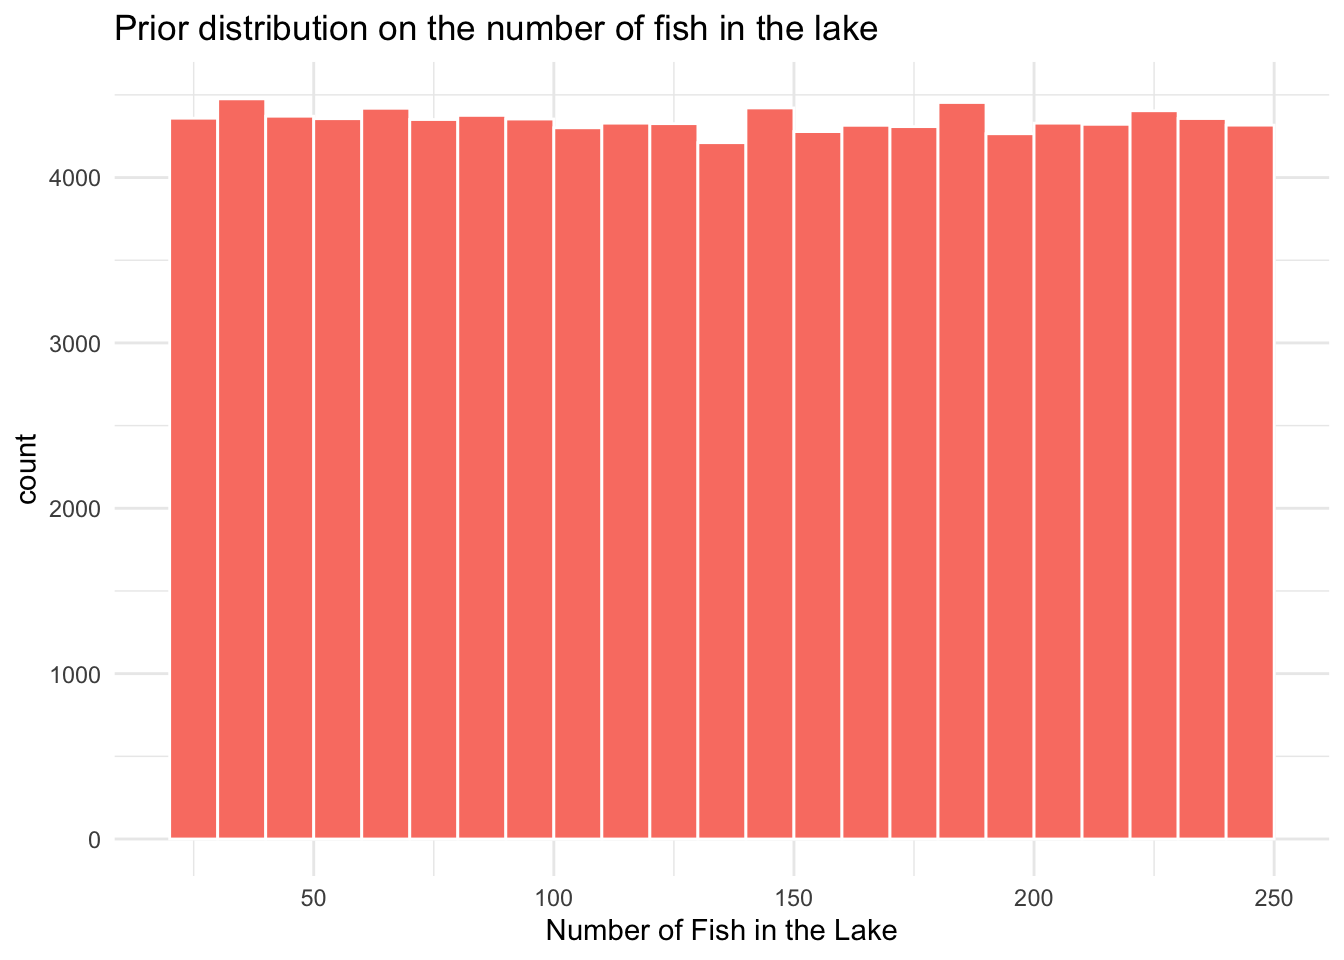 Prior distribution on the number of fish in the lake
4000
3000
2000
1000
0
count
50 100 150 200 250
Number of Fish in the Lake